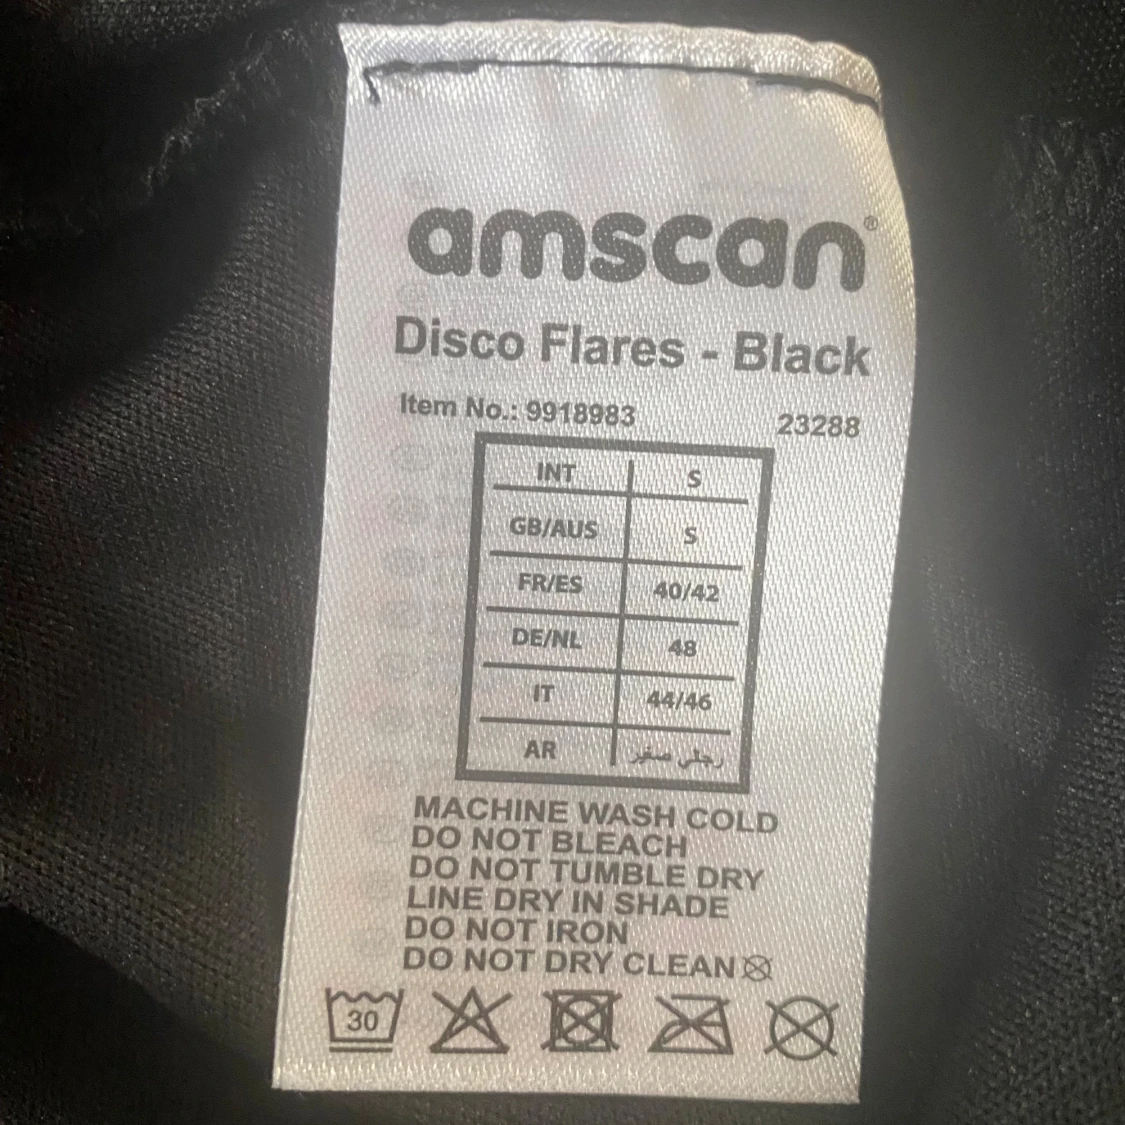 amscan®
Disco Flares - Black
Item No.: 9918983 23288
INT S
GB/AUS S
FR/ES 40/42
DE/NL 48
IT 44/46
AR رجلي صغر
MACHINE WASH COLD
DO NOT BLEACH
DO NOT TUMBLE DRY
LINE DRY IN SHADE
DO NOT IRON
DO NOT DRY CLEAN
30